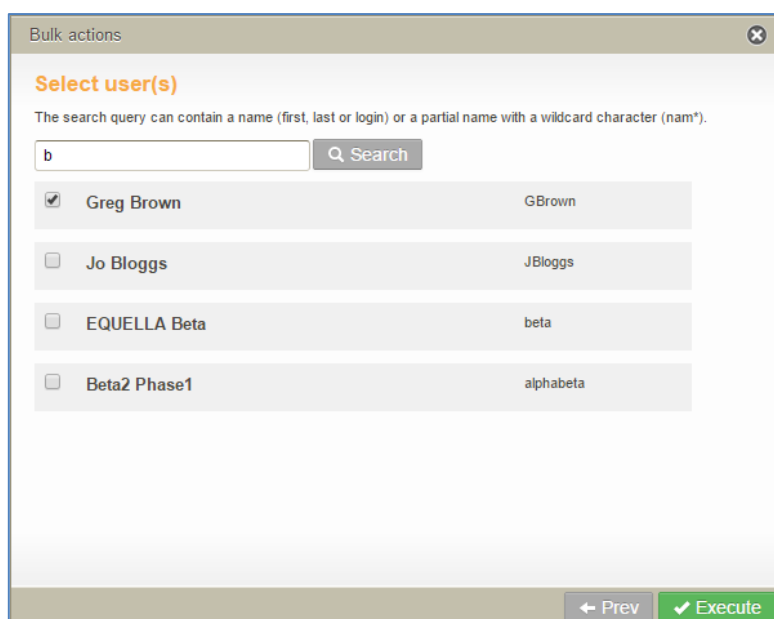 Bulk actions
Select user(s)
The search query can contain a name (first, last or login) or a partial name with a wildcard character (nam*).
b Search
Greg Brown GBrown
Jo Bloggs JBloggs
EQUELLA Beta beta
Beta2 Phase1 alphabeta
Prev Execute